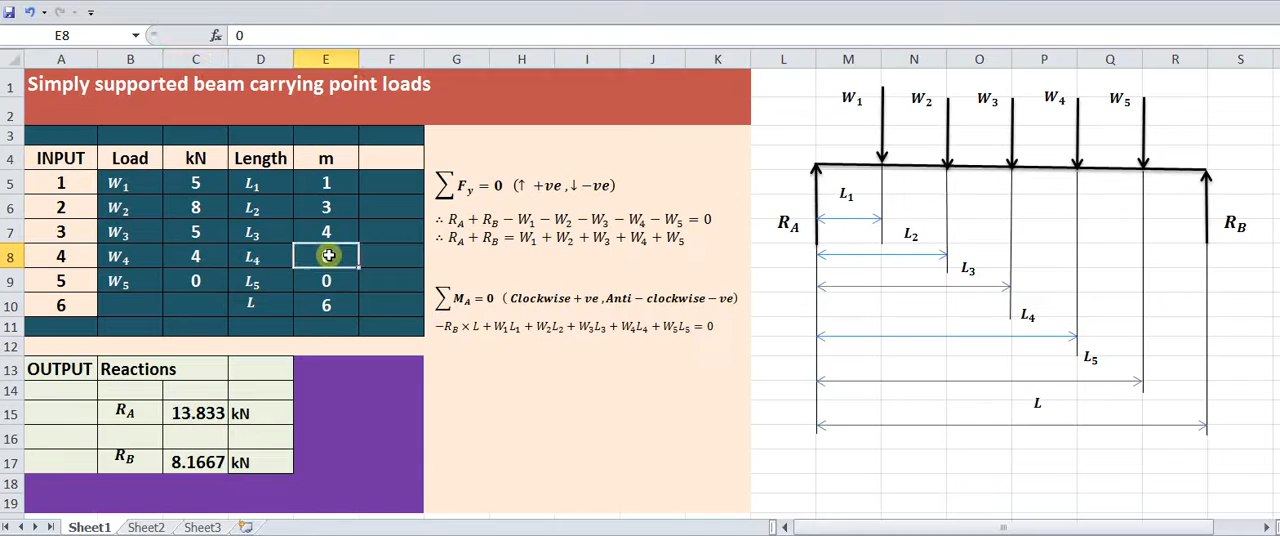 E8 fx 0
A B C D E F G H I J K L M N O P Q R S
1 Simply supported beam carrying point loads
2
3
4 INPUT Load kN Length m
5 1 W1 5 L1 1
6 2 W2 8 L2 3
7 3 W3 5 L3 4
8 4 W4 4 L4
9 5 W5 0 L5 0
10 6 L 6
11
12
13 OUTPUT Reactions
14
15 RA 13.833 kN
16
17 RB 8.1667 kN
18
19
∑ Fy = 0 (↑ +ve ,↓ −ve)
∴ RA + RB − W1 − W2 − W3 − W4 − W5 = 0
∴ RA + RB = W1 + W2 + W3 + W4 + W5
∑ MA = 0 ( Clockwise + ve , Anti − clockwise − ve)
−RB × L + W1L1 + W2L2 + W3L3 + W4L4 + W5L5 = 0
W1 W2 W3 W4 W5
L1
RA RB
L2
L3
L4
L5
L
Sheet1 Sheet2 Sheet3